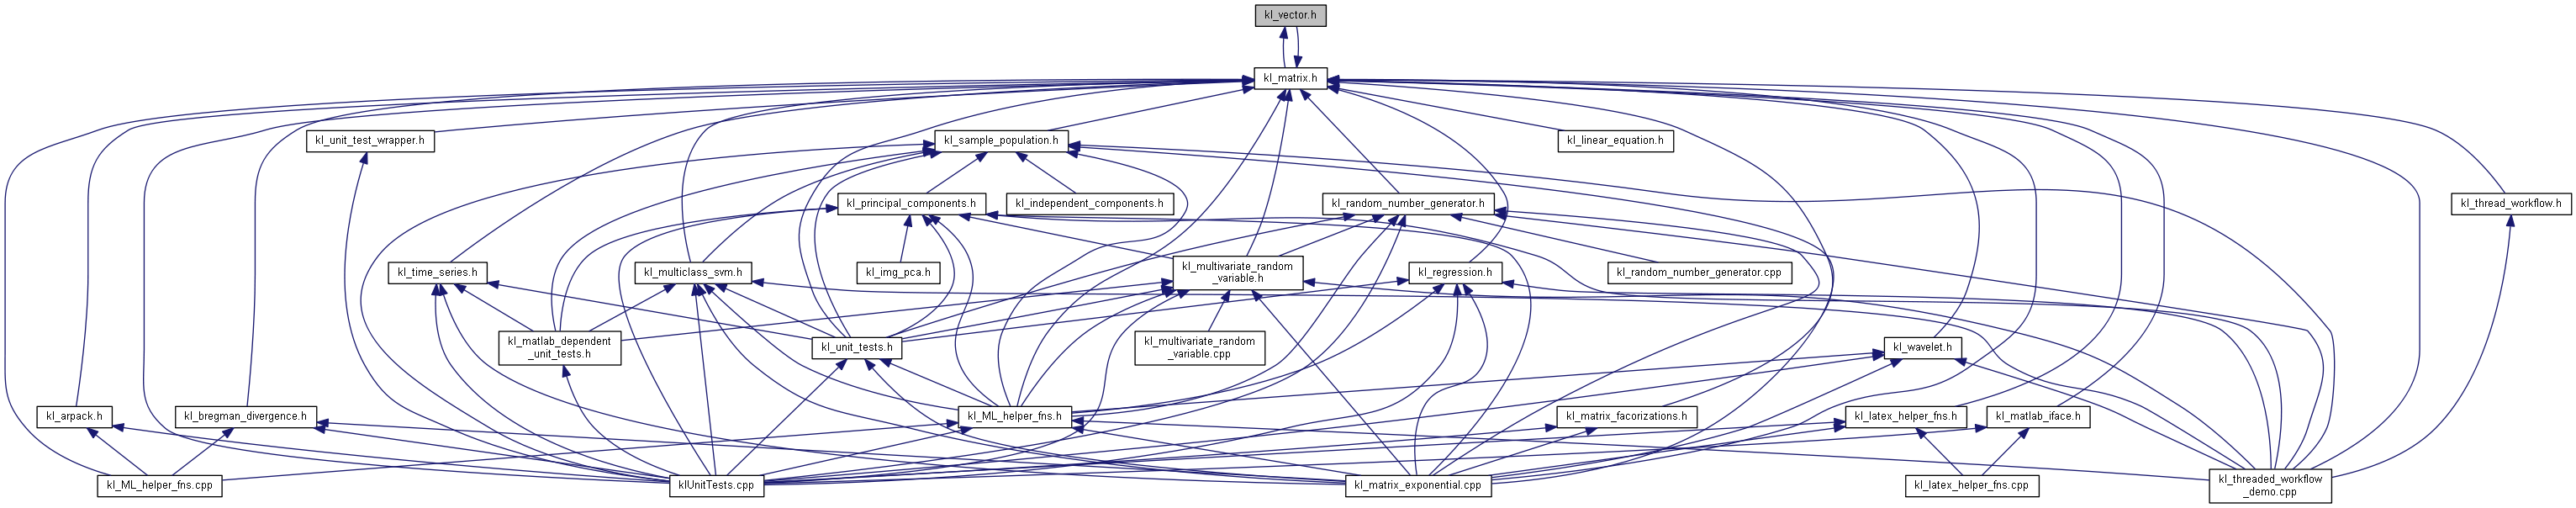 kl_vector.h
kl_matrix.h
kl_unit_test_wrapper.h
kl_sample_population.h
kl_linear_equation.h
kl_principal_components.h
kl_independent_components.h
kl_random_number_generator.h
kl_thread_workflow.h
kl_time_series.h
kl_multiclass_svm.h
kl_img_pca.h
kl_multivariate_random
_variable.h
kl_regression.h
kl_random_number_generator.cpp
kl_matlab_dependent
_unit_tests.h
kl_unit_tests.h
kl_multivariate_random
_variable.cpp
kl_wavelet.h
kl_arpack.h
kl_bregman_divergence.h
kl_ML_helper_fns.h
kl_matrix_facorizations.h
kl_latex_helper_fns.h
kl_matlab_iface.h
kl_ML_helper_fns.cpp
klUnitTests.cpp
kl_matrix_exponential.cpp
kl_latex_helper_fns.cpp
kl_threaded_workflow
_demo.cpp